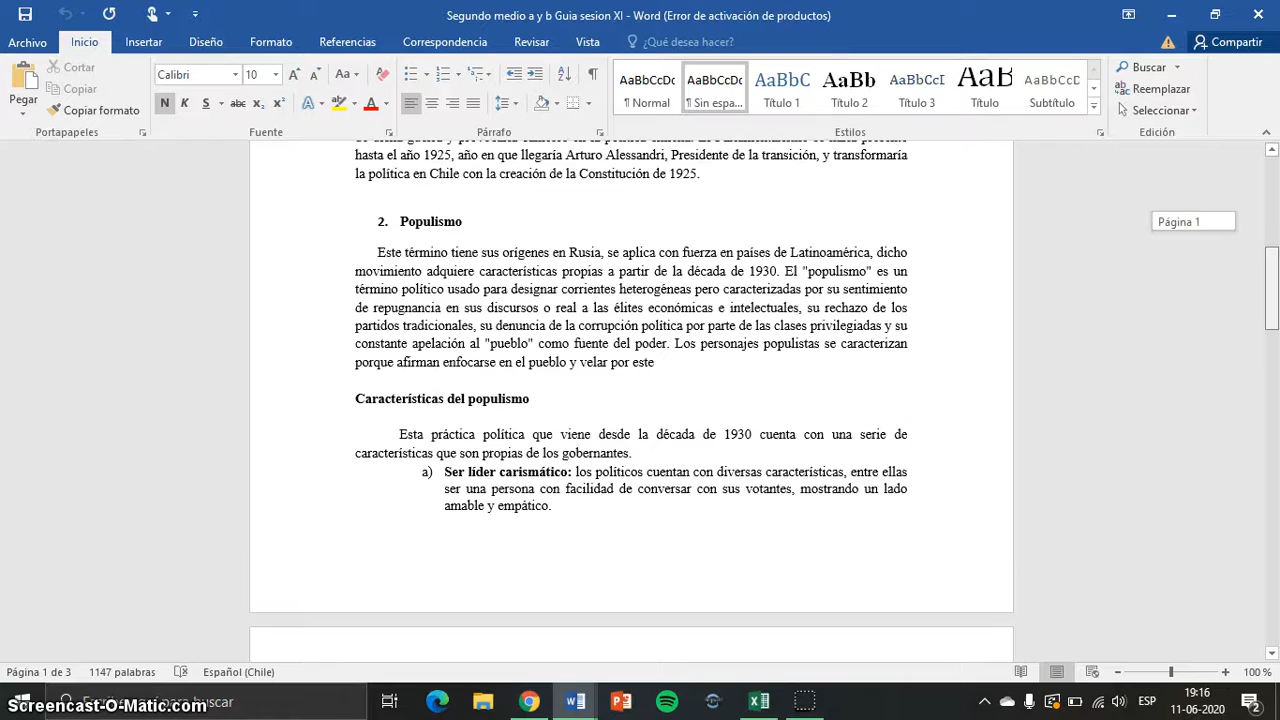 Segundo medio a y b Guia sesion XI - Word (Error de activación de productos)
Archivo Inicio Insertar Diseño Formato Referencias Correspondencia Revisar Vista ¿Qué desea hacer? Compartir
Pegar
Cortar
Copiar
Copiar formato
Portapapeles
Calibri 10
N K S abc x₂ x²
Fuente
Párrafo
AaBbCcDc ¶ Normal
AaBbCcDc ¶ Sin espa...
AaBbC Título 1
AaBb Título 2
AaBbCcI Título 3
AaB Título
AaBbCcD Subtítulo
Estilos
Buscar
Reemplazar
Seleccionar
Edición
hasta el año 1925, año en que llegaría Arturo Alessandri, Presidente de la transición, y transformaría
la política en Chile con la creación de la Constitución de 1925.
2. Populismo
Página 1
Este término tiene sus orígenes en Rusia, se aplica con fuerza en países de Latinoamérica, dicho
movimiento adquiere características propias a partir de la década de 1930. El "populismo" es un
término político usado para designar corrientes heterogéneas pero caracterizadas por su sentimiento
de repugnancia en sus discursos o real a las élites económicas e intelectuales, su rechazo de los
partidos tradicionales, su denuncia de la corrupción política por parte de las clases privilegiadas y su
constante apelación al "pueblo" como fuente del poder. Los personajes populistas se caracterizan
porque afirman enfocarse en el pueblo y velar por este
Características del populismo
Esta práctica política que viene desde la década de 1930 cuenta con una serie de
características que son propias de los gobernantes.
a) Ser líder carismático: los políticos cuentan con diversas características, entre ellas
ser una persona con facilidad de conversar con sus votantes, mostrando un lado
amable y empático.
Página 1 de 3 1147 palabras Español (Chile) 100 %
Screencast-O-Matic.com
ESP
19:16
11-06-2020
2